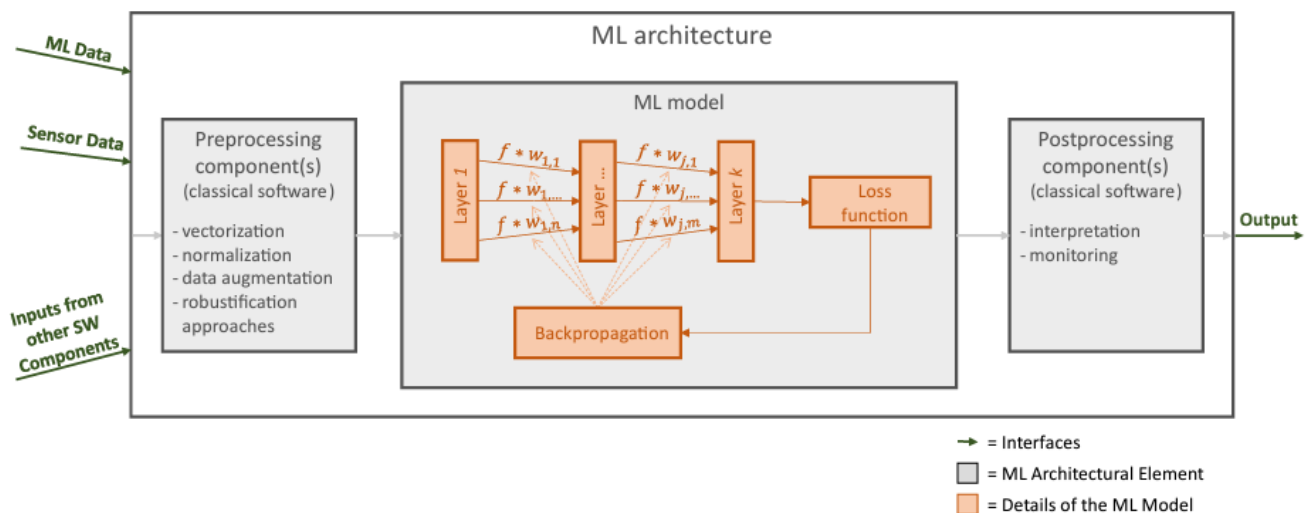 ML architecture
ML Data
Sensor Data
Inputs from
other SW
Components
Preprocessing
component(s)
(classical software)
- vectorization
- normalization
- data augmentation
- robustification
approaches
ML model
Layer 1
f * w1,1
f * w1,...
f * w1,n
Layer ...
f * wj,1
f * wj,...
f * wj,m
Layer k
Loss
function
Backpropagation
Postprocessing
component(s)
(classical software)
- interpretation
- monitoring
Output
= Interfaces
= ML Architectural Element
= Details of the ML Model